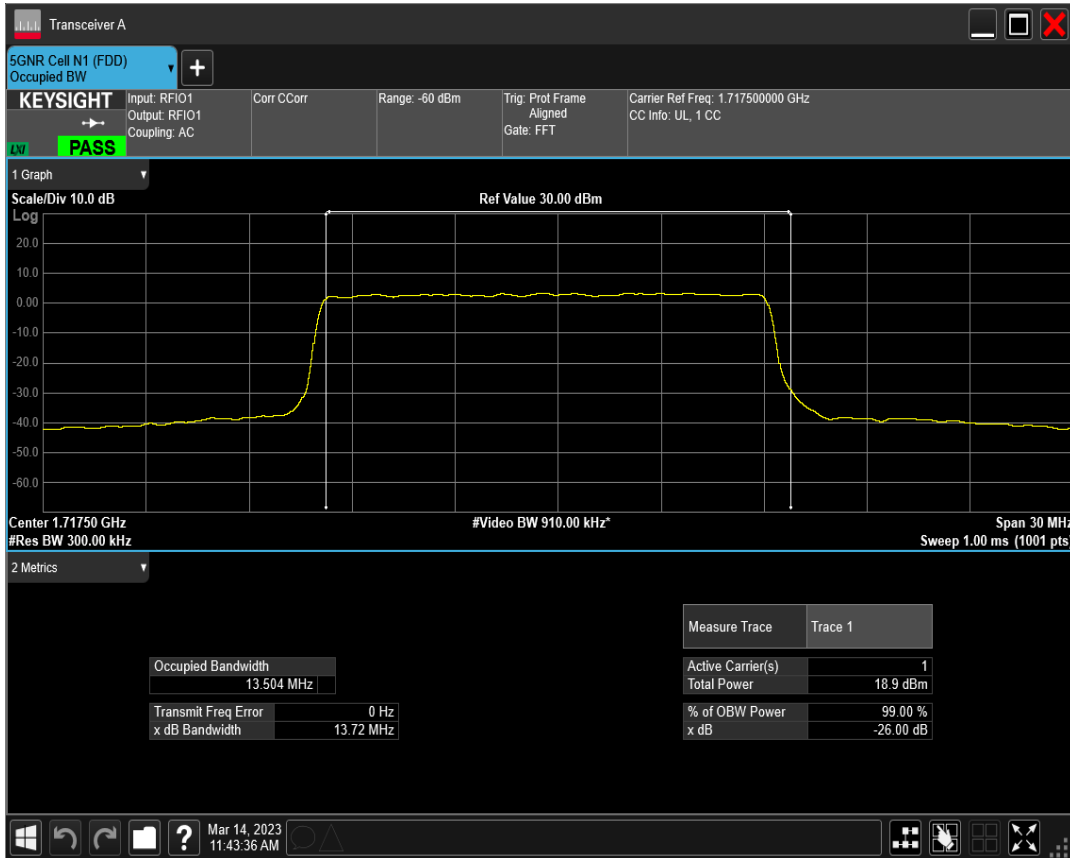 Transceiver A
5GNR Cell N1 (FDD)
Occupied BW
+
KEYSIGHT
LXI
PASS
Input: RFIO1
Output: RFIO1
Coupling: AC
Corr CCorr
Range: -60 dBm
Trig: Prot Frame
Aligned
Gate: FFT
Carrier Ref Freq: 1.717500000 GHz
CC Info: UL, 1 CC
1 Graph
Scale/Div 10.0 dB
Ref Value 30.00 dBm
Log
20.0
10.0
0.00
-10.0
-20.0
-30.0
-40.0
-50.0
-60.0
Center 1.71750 GHz
#Video BW 910.00 kHz*
Span 30 MHz
#Res BW 300.00 kHz
Sweep 1.00 ms (1001 pts)
2 Metrics
Measure Trace Trace 1
Occupied Bandwidth
13.504 MHz
Transmit Freq Error 0 Hz
x dB Bandwidth 13.72 MHz
Active Carrier(s) 1
Total Power 18.9 dBm
% of OBW Power 99.00 %
x dB -26.00 dB
?
Mar 14, 2023
11:43:36 AM